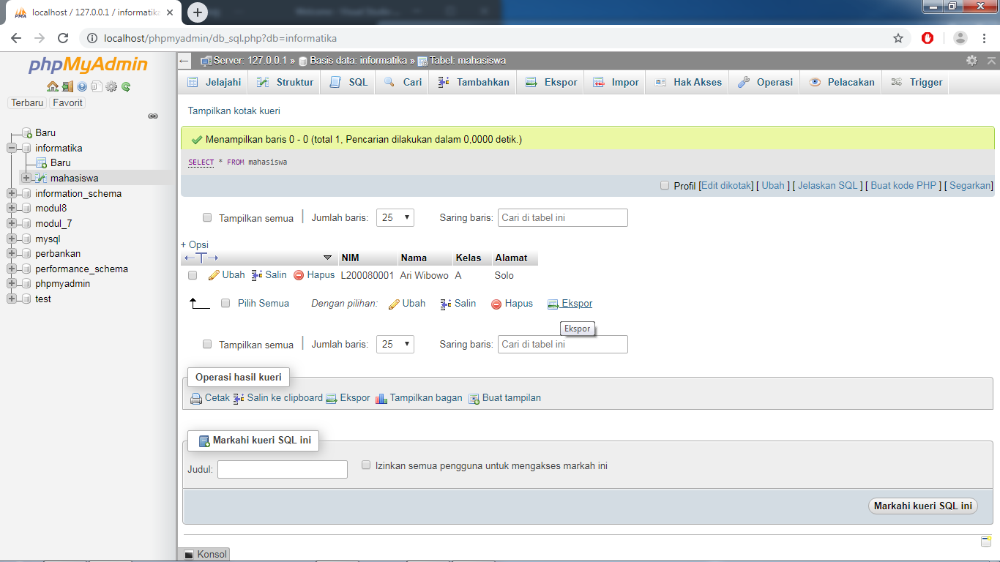 localhost / 127.0.0.1 / informatika
localhost/phpmyadmin/db_sql.php?db=informatika
phpMyAdmin
Terbaru Favorit
Baru
informatika
Baru
mahasiswa
information_schema
modul8
modul_7
mysql
perbankan
performance_schema
phpmyadmin
test
Server: 127.0.0.1 » Basis data: informatika » Tabel: mahasiswa
Jelajahi Struktur SQL Cari Tambahkan Ekspor Impor Hak Akses Operasi Pelacakan Trigger
Tampilkan kotak kueri
Menampilkan baris 0 - 0 (total 1, Pencarian dilakukan dalam 0,0000 detik.)
SELECT * FROM mahasiswa
Profil [Edit dikotak] [ Ubah ] [ Jelaskan SQL ] [ Buat kode PHP ] [ Segarkan]
Tampilkan semua | Jumlah baris: 25 Saring baris: Cari di tabel ini
+ Opsi
←T→ NIM Nama Kelas Alamat
Ubah Salin Hapus L200080001 Ari Wibowo A Solo
Pilih Semua Dengan pilihan: Ubah Salin Hapus Ekspor
Ekspor
Tampilkan semua | Jumlah baris: 25 Saring baris: Cari di tabel ini
Operasi hasil kueri
Cetak Salin ke clipboard Ekspor Tampilkan bagan Buat tampilan
Markahi kueri SQL ini
Judul: Izinkan semua pengguna untuk mengakses markah ini
Markahi kueri SQL ini
Konsol